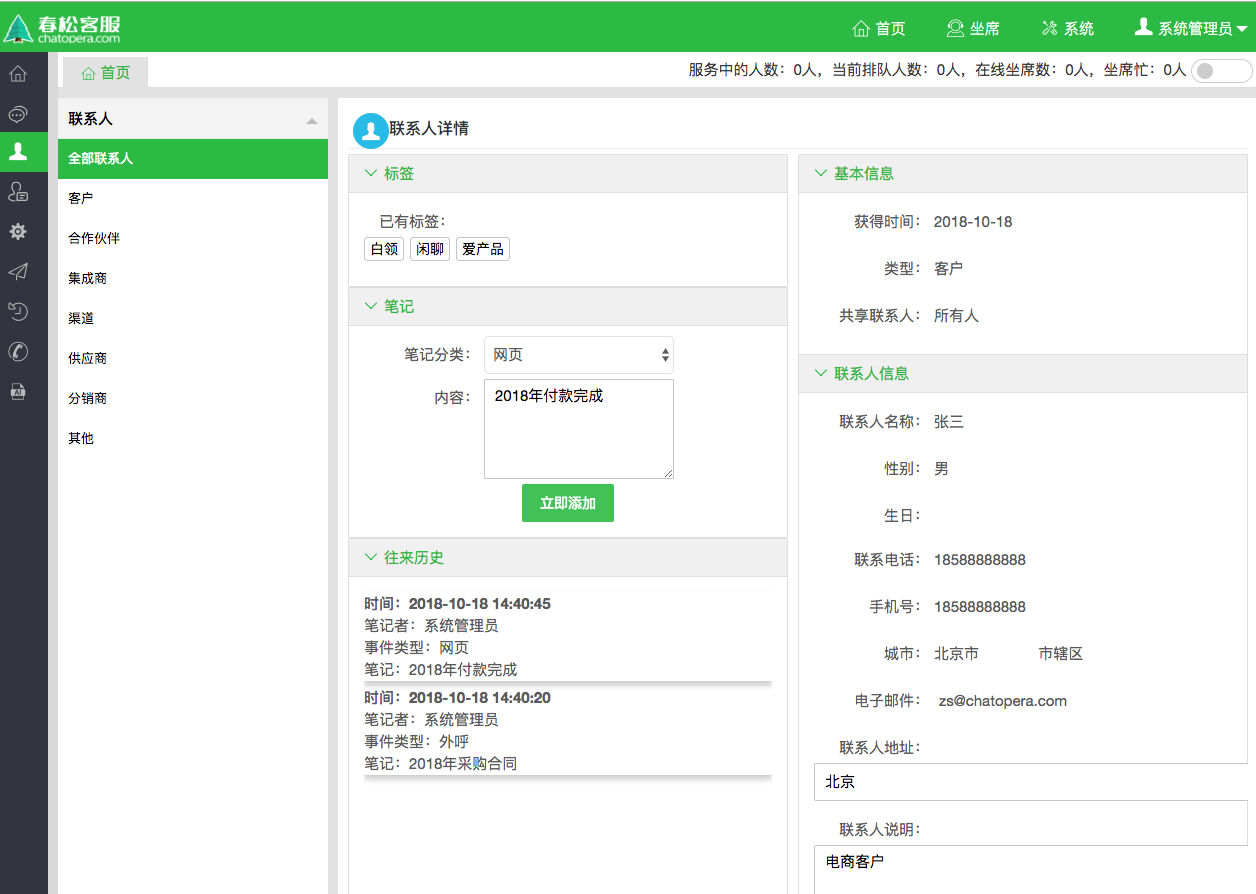 春松客服
chatopera.com
首页
坐席
系统
系统管理员
首页
服务中的人数：0人，当前排队人数：0人，在线坐席数：0人，坐席忙：0人
联系人
全部联系人
客户
合作伙伴
集成商
渠道
供应商
分销商
其他
联系人详情
标签
已有标签：
白领 闲聊 爱产品
笔记
笔记分类： 网页
内容： 2018年付款完成
立即添加
往来历史
时间：2018-10-18 14:40:45
笔记者：系统管理员
事件类型：网页
笔记：2018年付款完成
时间：2018-10-18 14:40:20
笔记者：系统管理员
事件类型：外呼
笔记：2018年采购合同
基本信息
获得时间： 2018-10-18
类型： 客户
共享联系人： 所有人
联系人信息
联系人名称： 张三
性别： 男
生日：
联系电话： 18588888888
手机号： 18588888888
城市： 北京市 市辖区
电子邮件： zs@chatopera.com
联系人地址：
北京
联系人说明：
电商客户
AI